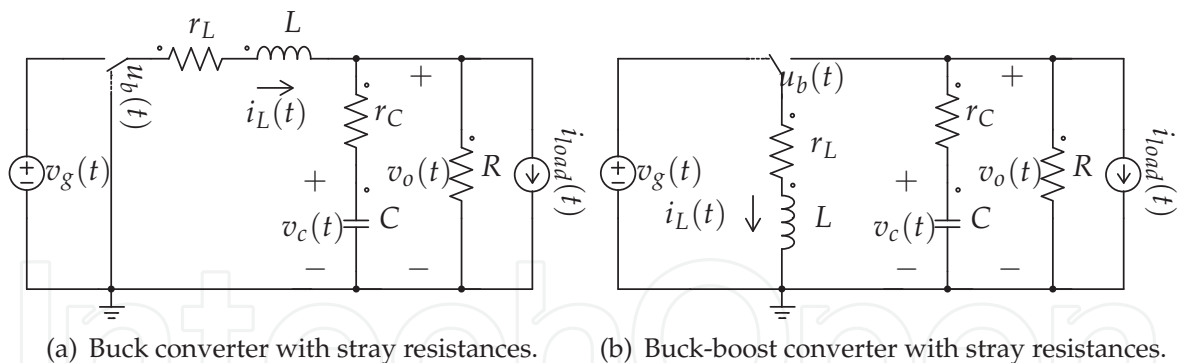 r_L
L
u_b(t)
i_L(t)
+
r_C
v_g(t)
+
v_c(t)
C
−
+
v_o(t)
−
R
i_load(t)
u_b(t)
r_L
v_g(t)
i_L(t)
L
r_C
+
v_c(t)
C
−
+
v_o(t)
−
R
i_load(t)
IntechOpen
(a) Buck converter with stray resistances.
(b) Buck-boost converter with stray resistances.